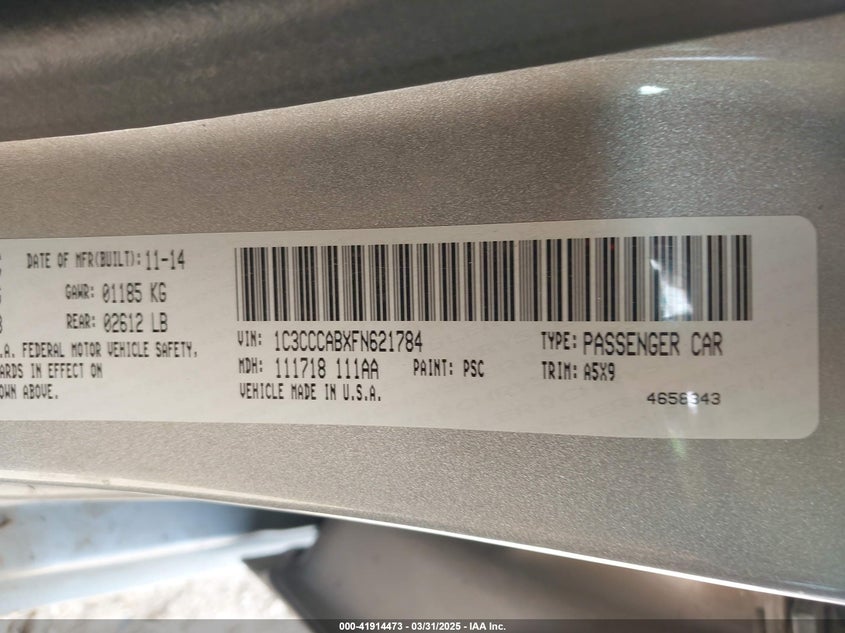 DATE OF MFR(BUILT): 11-14
GAWR: 01185 KG
REAR: 02612 LB
.A. FEDERAL MOTOR VEHICLE SAFETY,
ARDS IN EFFECT ON
OWN ABOVE.
VIN: 1C3CCCABXFN621784
TYPE: PASSENGER CAR
MDH: 111718 111AA PAINT: PSC
TRIM: A5X9
VEHICLE MADE IN U.S.A.
4658343
000-41914473 - 03/31/2025 - IAA Inc.